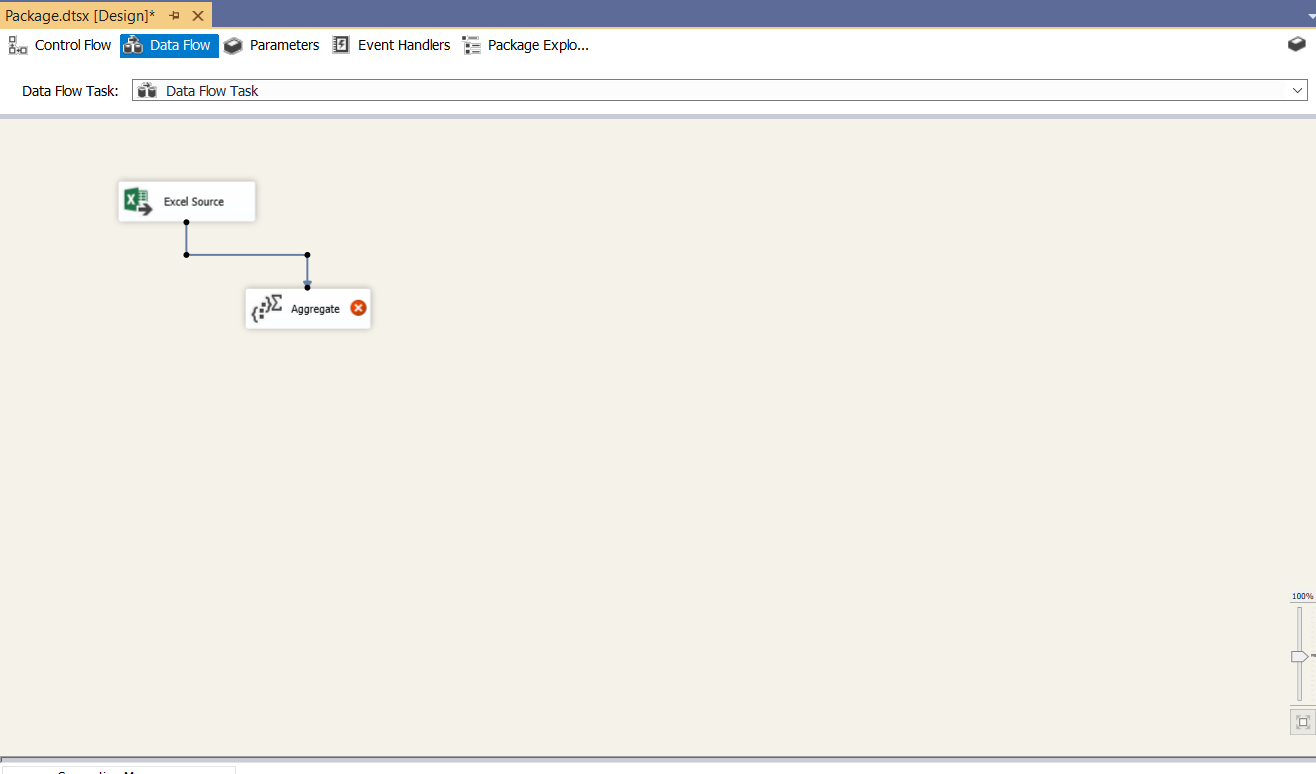 Package.dtsx [Design]*
Control Flow Data Flow Parameters Event Handlers Package Explo...
Data Flow Task: Data Flow Task
Excel Source
Aggregate
100%